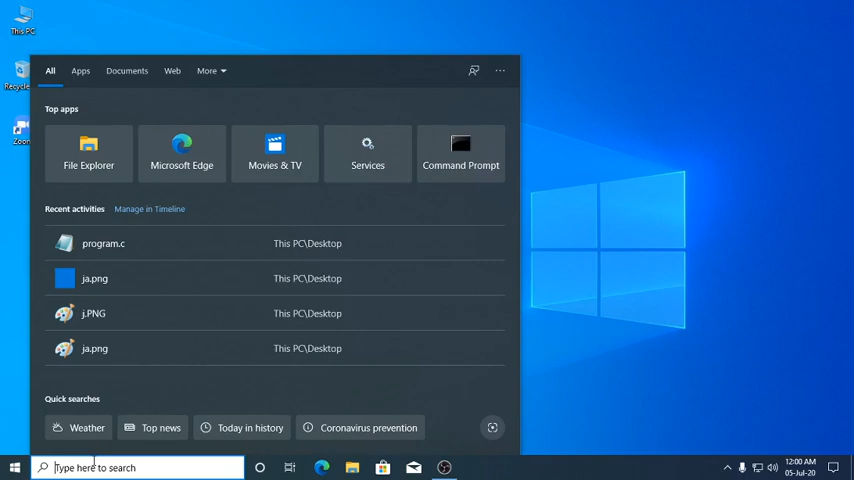 This PC
Recycle
Zoom
All Apps Documents Web More
Top apps
File Explorer Microsoft Edge Movies & TV Services Command Prompt
Recent activities Manage in Timeline
program.c This PC\Desktop
ja.png This PC\Desktop
j.PNG This PC\Desktop
ja.png This PC\Desktop
Quick searches
Weather Top news Today in history Coronavirus prevention
Type here to search
12:00 AM
05-Jul-20